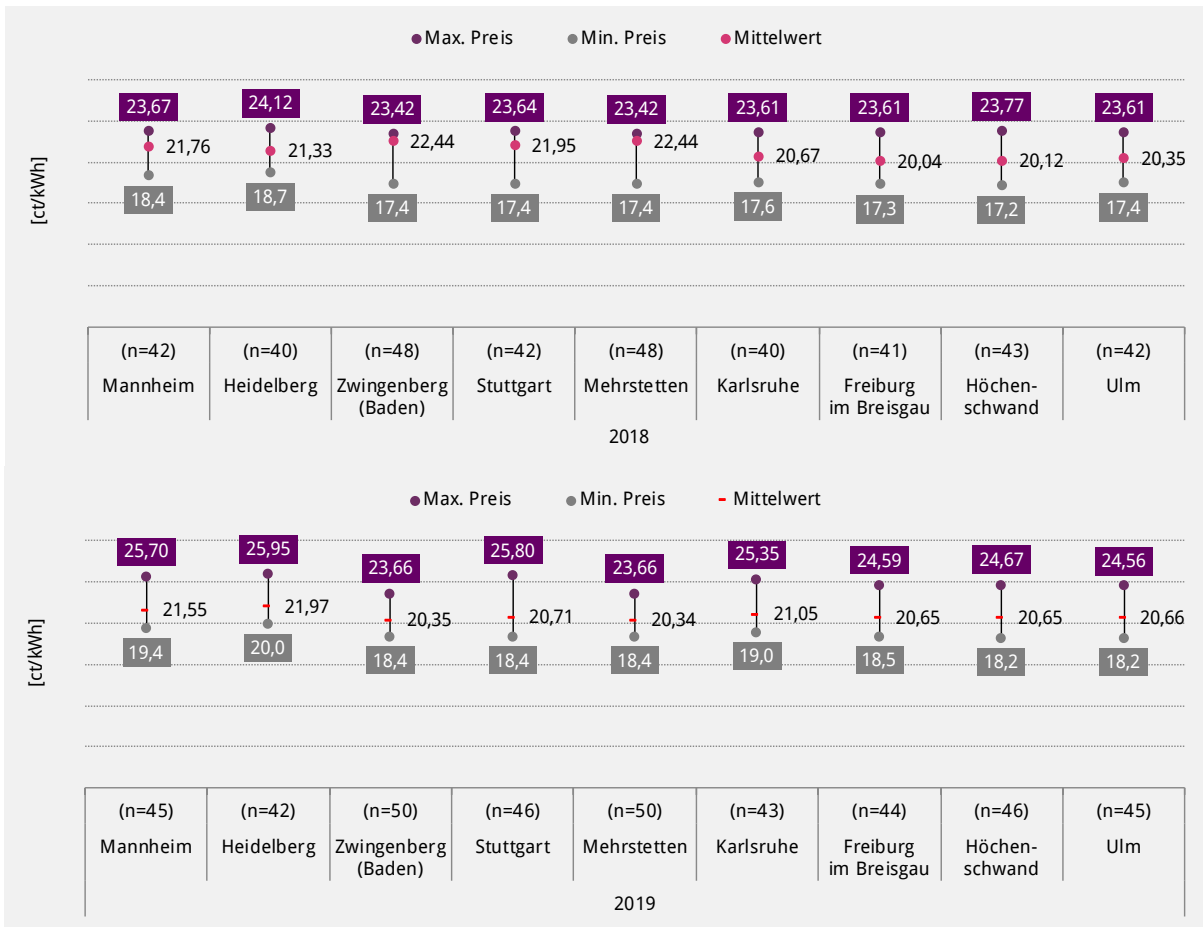 Max. Preis Min. Preis Mittelwert
23,67 24,12 23,42 23,64 23,42 23,61 23,61 23,77 23,61
21,76 21,33 22,44 21,95 22,44 20,67 20,04 20,12 20,35
18,4 18,7 17,4 17,4 17,4 17,6 17,3 17,2 17,4
[ct/kWh]
(n=42) (n=40) (n=48) (n=42) (n=48) (n=40) (n=41) (n=43) (n=42)
Mannheim Heidelberg Zwingenberg Stuttgart Mehrstetten Karlsruhe Freiburg Höchen- Ulm
(Baden) im Breisgau schwand
2018
Max. Preis Min. Preis Mittelwert
25,70 25,95 23,66 25,80 23,66 25,35 24,59 24,67 24,56
21,55 21,97 20,35 20,71 20,34 21,05 20,65 20,65 20,66
19,4 20,0 18,4 18,4 18,4 19,0 18,5 18,2 18,2
[ct/kWh]
(n=45) (n=42) (n=50) (n=46) (n=50) (n=43) (n=44) (n=46) (n=45)
Mannheim Heidelberg Zwingenberg Stuttgart Mehrstetten Karlsruhe Freiburg Höchen- Ulm
(Baden) im Breisgau schwand
2019